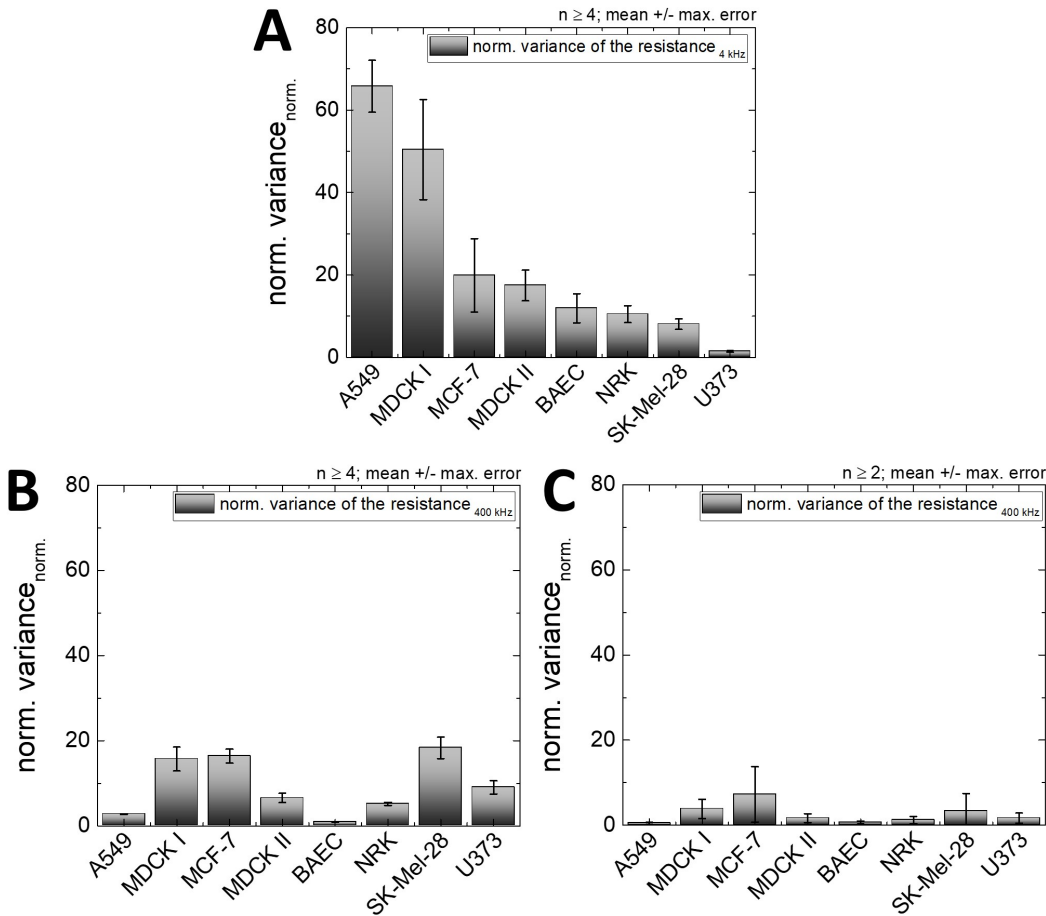 A
n ≥ 4; mean +/- max. error
norm. variance of the resistance 4 kHz
norm. variance norm.
80
60
40
20
0
A549
MDCK I
MCF-7
MDCK II
BAEC
NRK
SK-Mel-28
U373
B
n ≥ 4; mean +/- max. error
norm. variance of the resistance 400 kHz
norm. variance norm.
80
60
40
20
0
A549
MDCK I
MCF-7
MDCK II
BAEC
NRK
SK-Mel-28
U373
C
n ≥ 2; mean +/- max. error
norm. variance of the resistance 400 kHz
norm. variance norm.
80
60
40
20
0
A549
MDCK I
MCF-7
MDCK II
BAEC
NRK
SK-Mel-28
U373